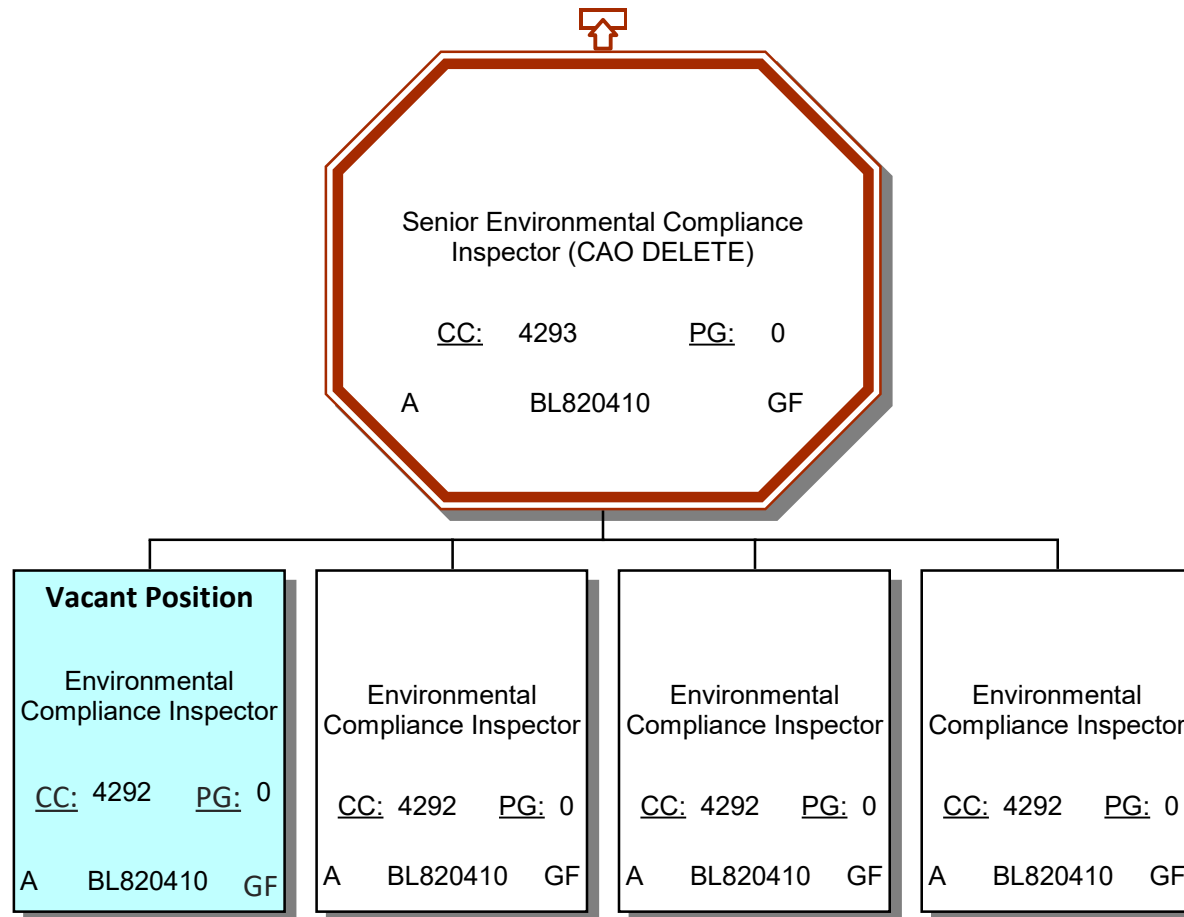 Senior Environmental Compliance
Inspector (CAO DELETE)
CC: 4293 PG: 0
A BL820410 GF
Vacant Position
Environmental
Compliance Inspector
CC: 4292 PG: 0
A BL820410 GF
Environmental
Compliance Inspector
CC: 4292 PG: 0
A BL820410 GF
Environmental
Compliance Inspector
CC: 4292 PG: 0
A BL820410 GF
Environmental
Compliance Inspector
CC: 4292 PG: 0
A BL820410 GF